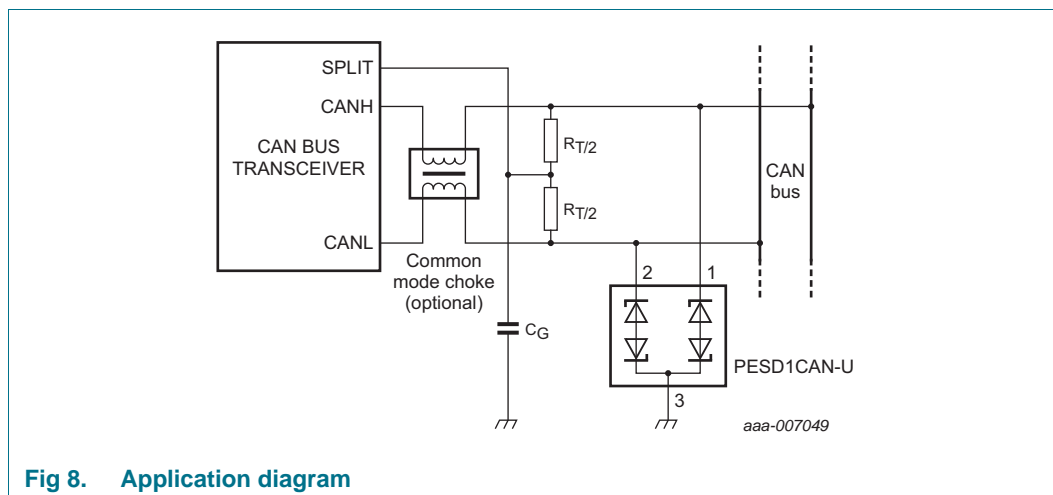 SPLIT
CANH
CAN BUS
TRANSCEIVER
CANL
Common
mode choke
(optional)
RT/2
RT/2
CG
CAN
bus
2
1
3
PESD1CAN-U
aaa-007049
Fig 8. Application diagram